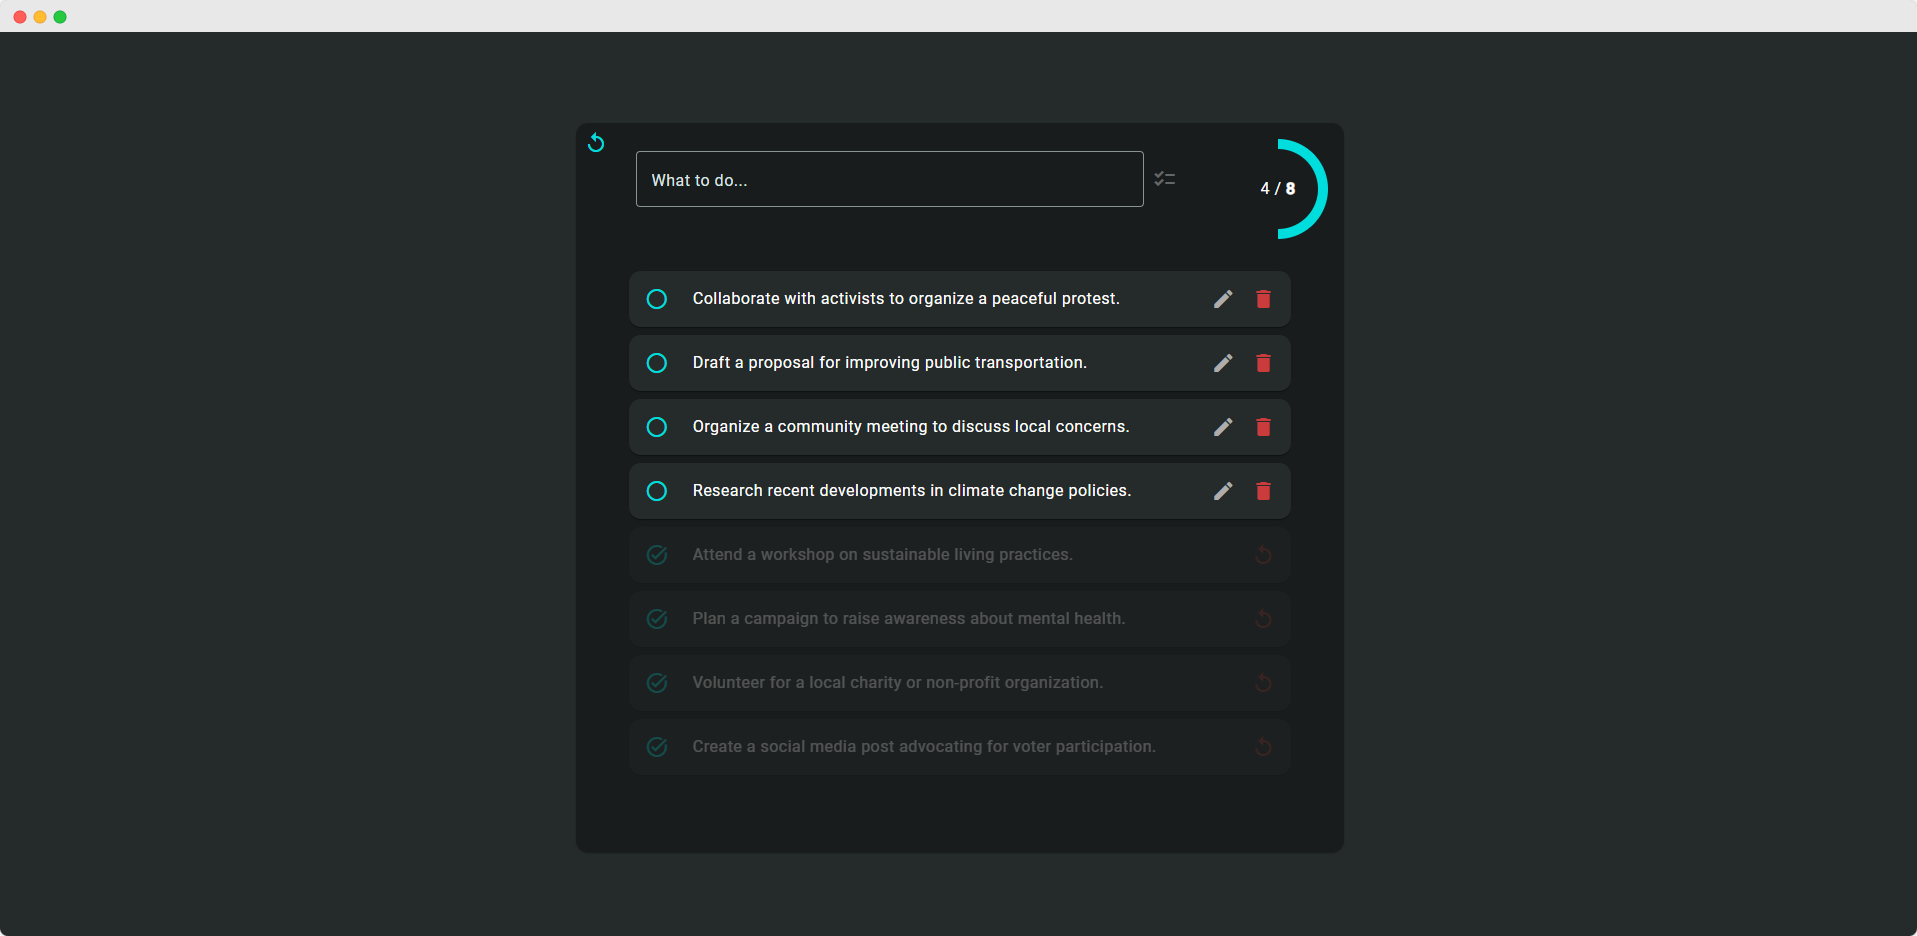 What to do...
4 / 8
Collaborate with activists to organize a peaceful protest.
Draft a proposal for improving public transportation.
Organize a community meeting to discuss local concerns.
Research recent developments in climate change policies.
Attend a workshop on sustainable living practices.
Plan a campaign to raise awareness about mental health.
Volunteer for a local charity or non-profit organization.
Create a social media post advocating for voter participation.